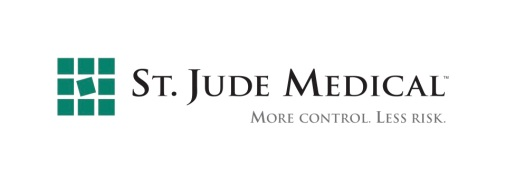 St. Jude Medical™
More control. Less risk.